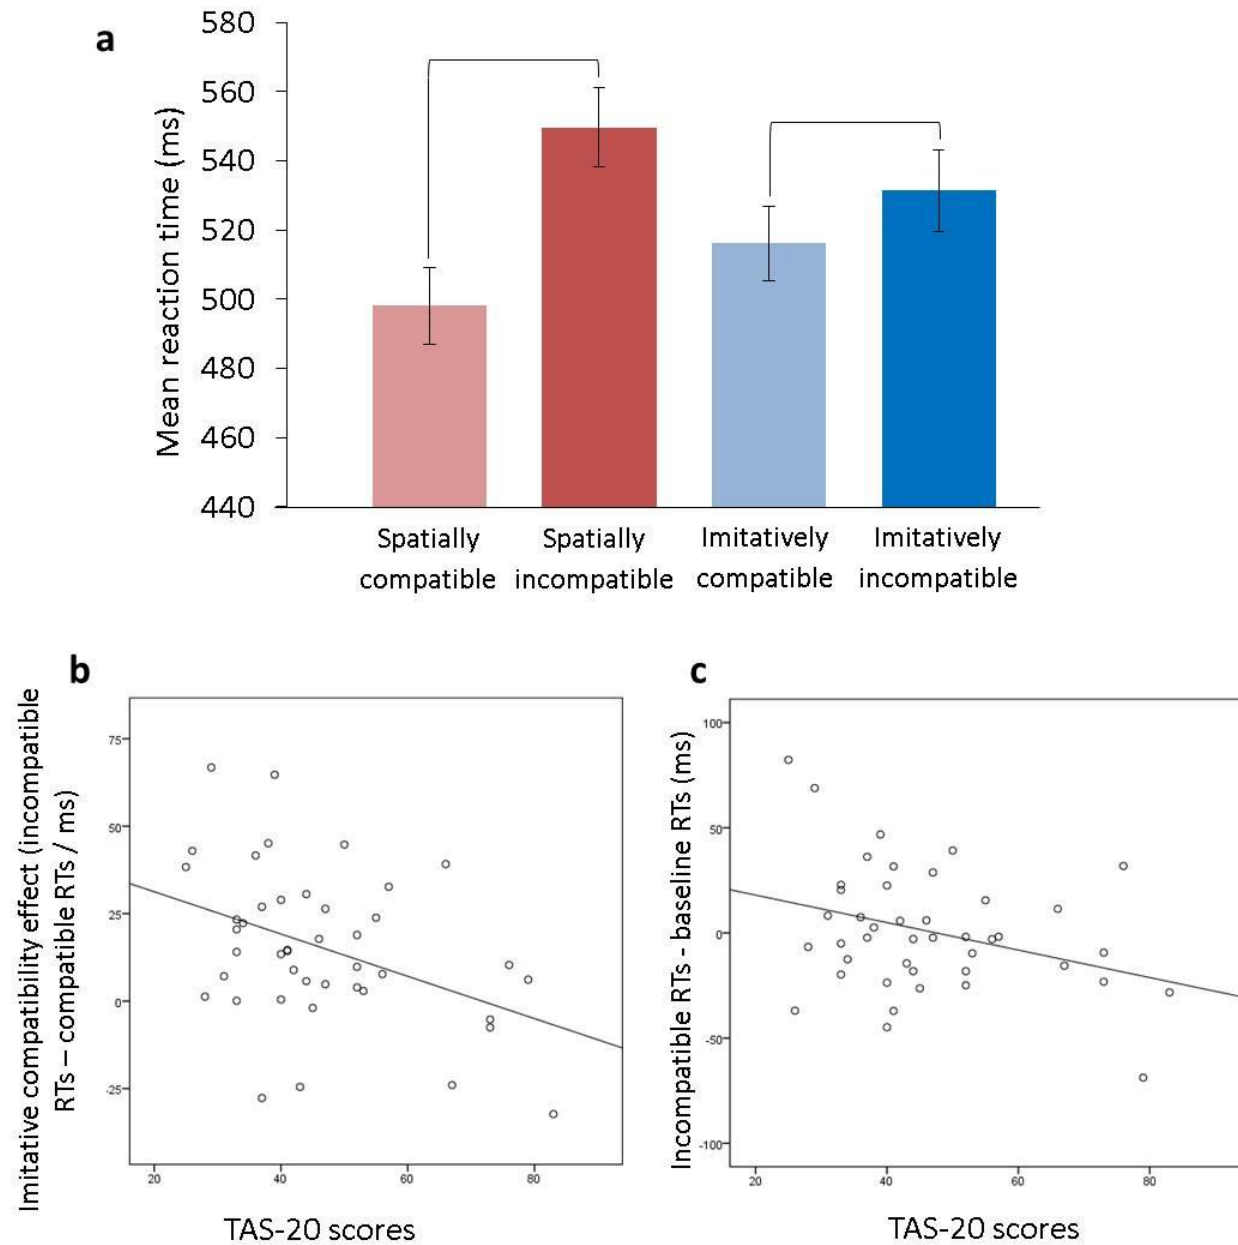 a
Mean reaction time (ms)
580
560
540
520
500
480
460
440
Spatially compatible
Spatially incompatible
Imitatively compatible
Imitatively incompatible
b
Imitative compatibility effect (incompatible
RTs – compatible RTs / ms)
75
50
25
0
-25
20 40 60 80
TAS-20 scores
c
Incompatible RTs - baseline RTs (ms)
100
50
0
-50
-100
20 40 60 80
TAS-20 scores